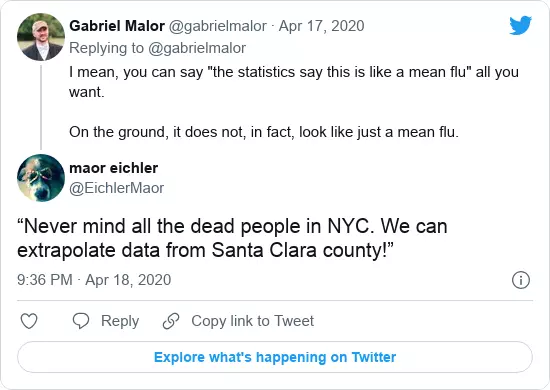 Gabriel Malor @gabrielmalor · Apr 17, 2020
Replying to @gabrielmalor
I mean, you can say "the statistics say this is like a mean flu" all you
want.
On the ground, it does not, in fact, look like just a mean flu.
maor eichler
@EichlerMaor
“Never mind all the dead people in NYC. We can
extrapolate data from Santa Clara county!”
9:36 PM · Apr 18, 2020
Reply
Copy link to Tweet
Explore what's happening on Twitter